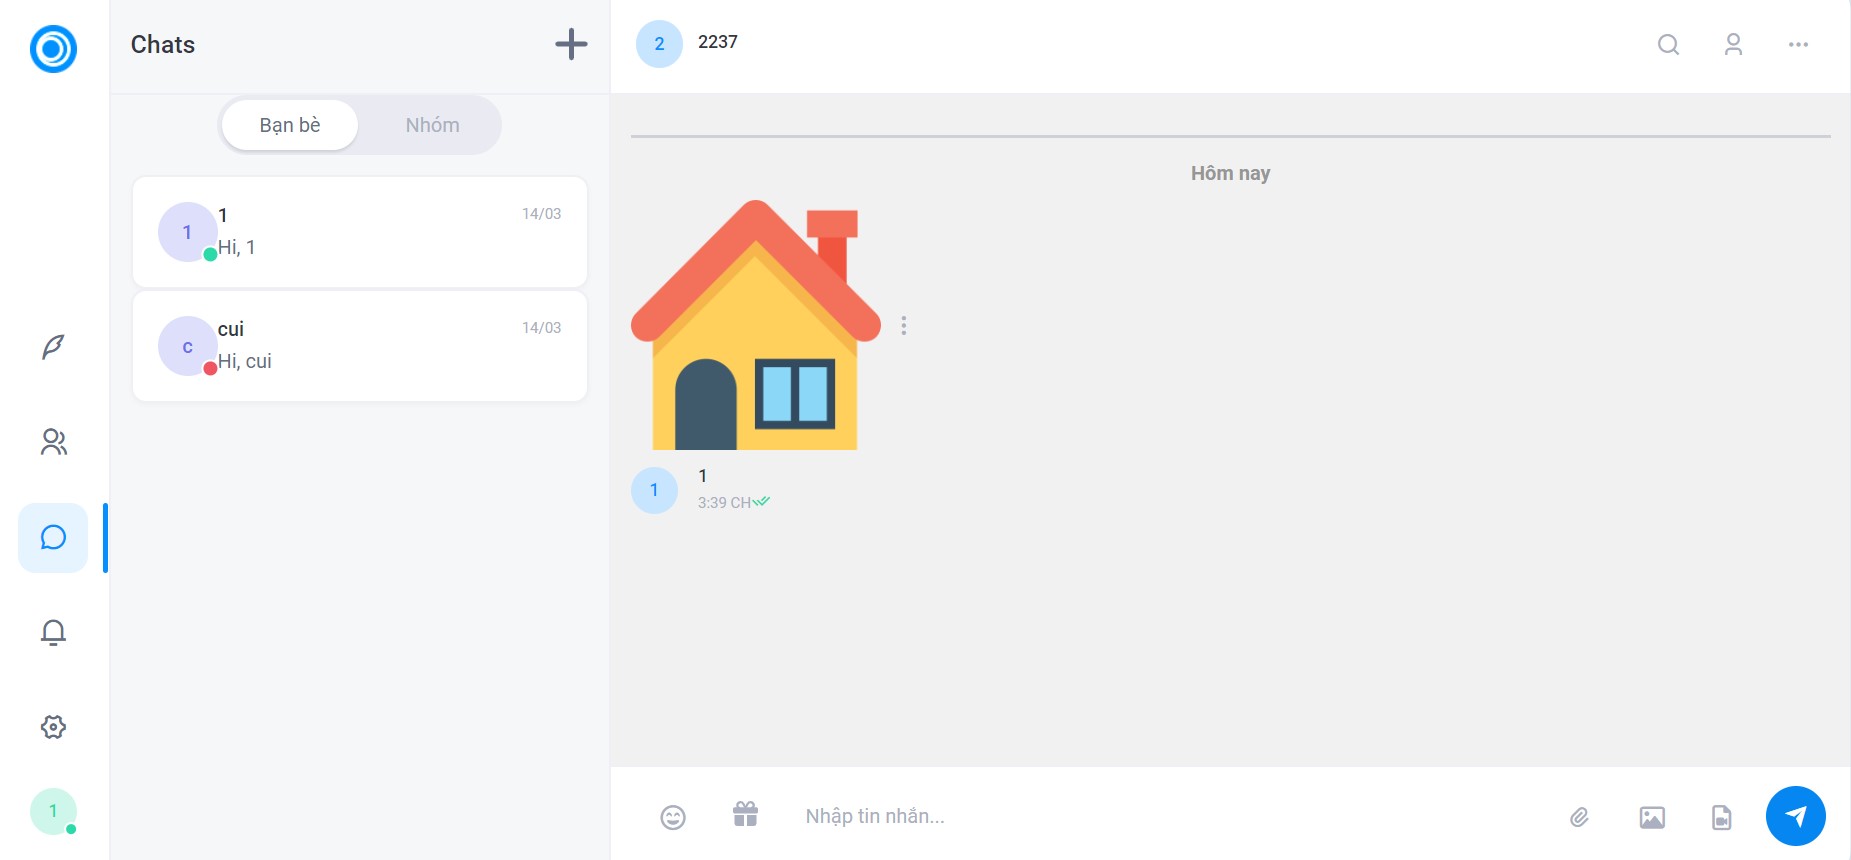 Chats
Bạn bè
Nhóm
1
1
14/03
Hi, 1
c
cui
14/03
Hi, cui
1
2
2237
Hôm nay
1
1
3:39 CH
Nhập tin nhắn...